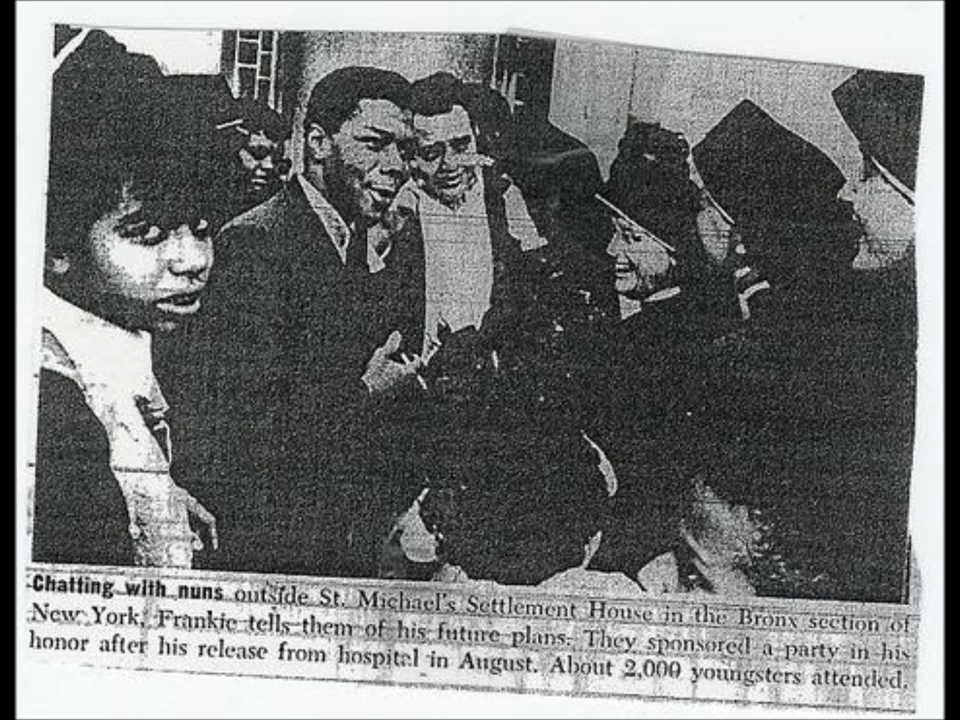 Chatting with nuns outside St. Michael's Settlement House in the Bronx section of
New York, Frankie tells them of his future plans. They sponsored a party in his
honor after his release from hospital in August. About 2,000 youngsters attended.